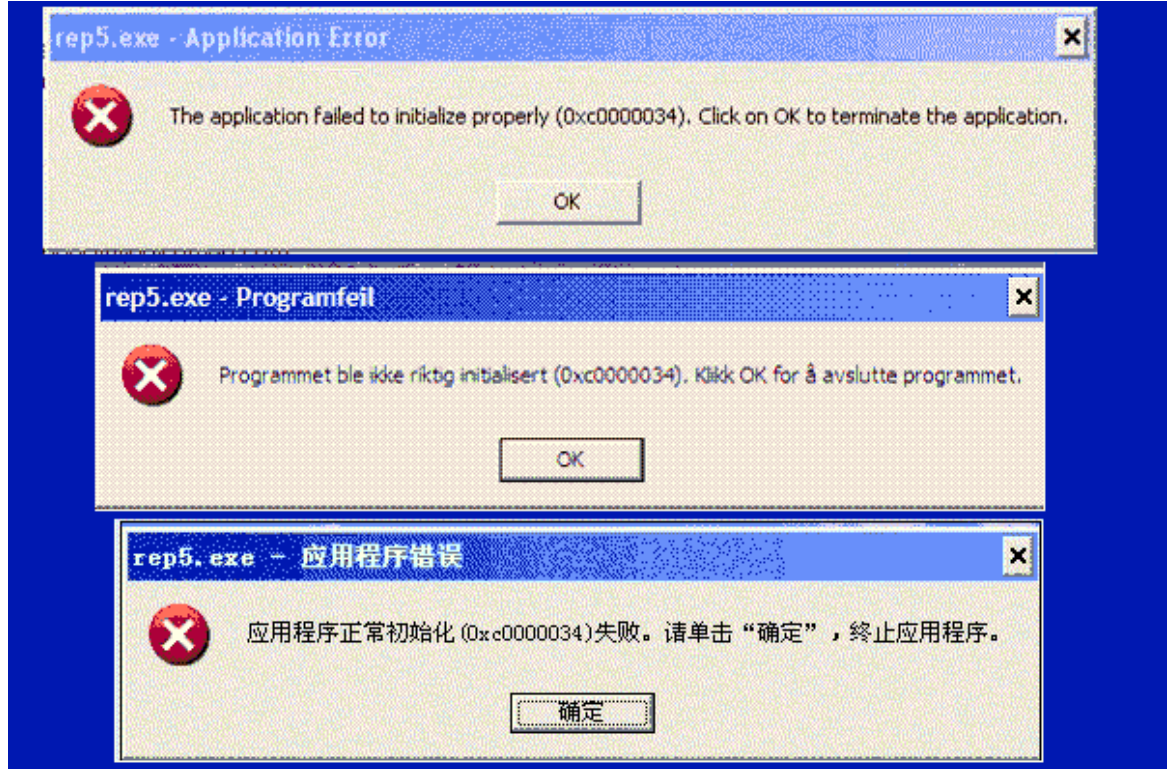 rep5.exe - Application Error
The application failed to initialize properly (0xc0000034). Click on OK to terminate the application.
OK
rep5.exe - Programfeil
Programmet ble ikke riktig initialisert (0xc0000034). Klikk OK for å avslutte programmet.
OK
rep5.exe - 应用程序错误
应用程序正常初始化(0xc0000034)失败。请单击“确定”，终止应用程序。
确定